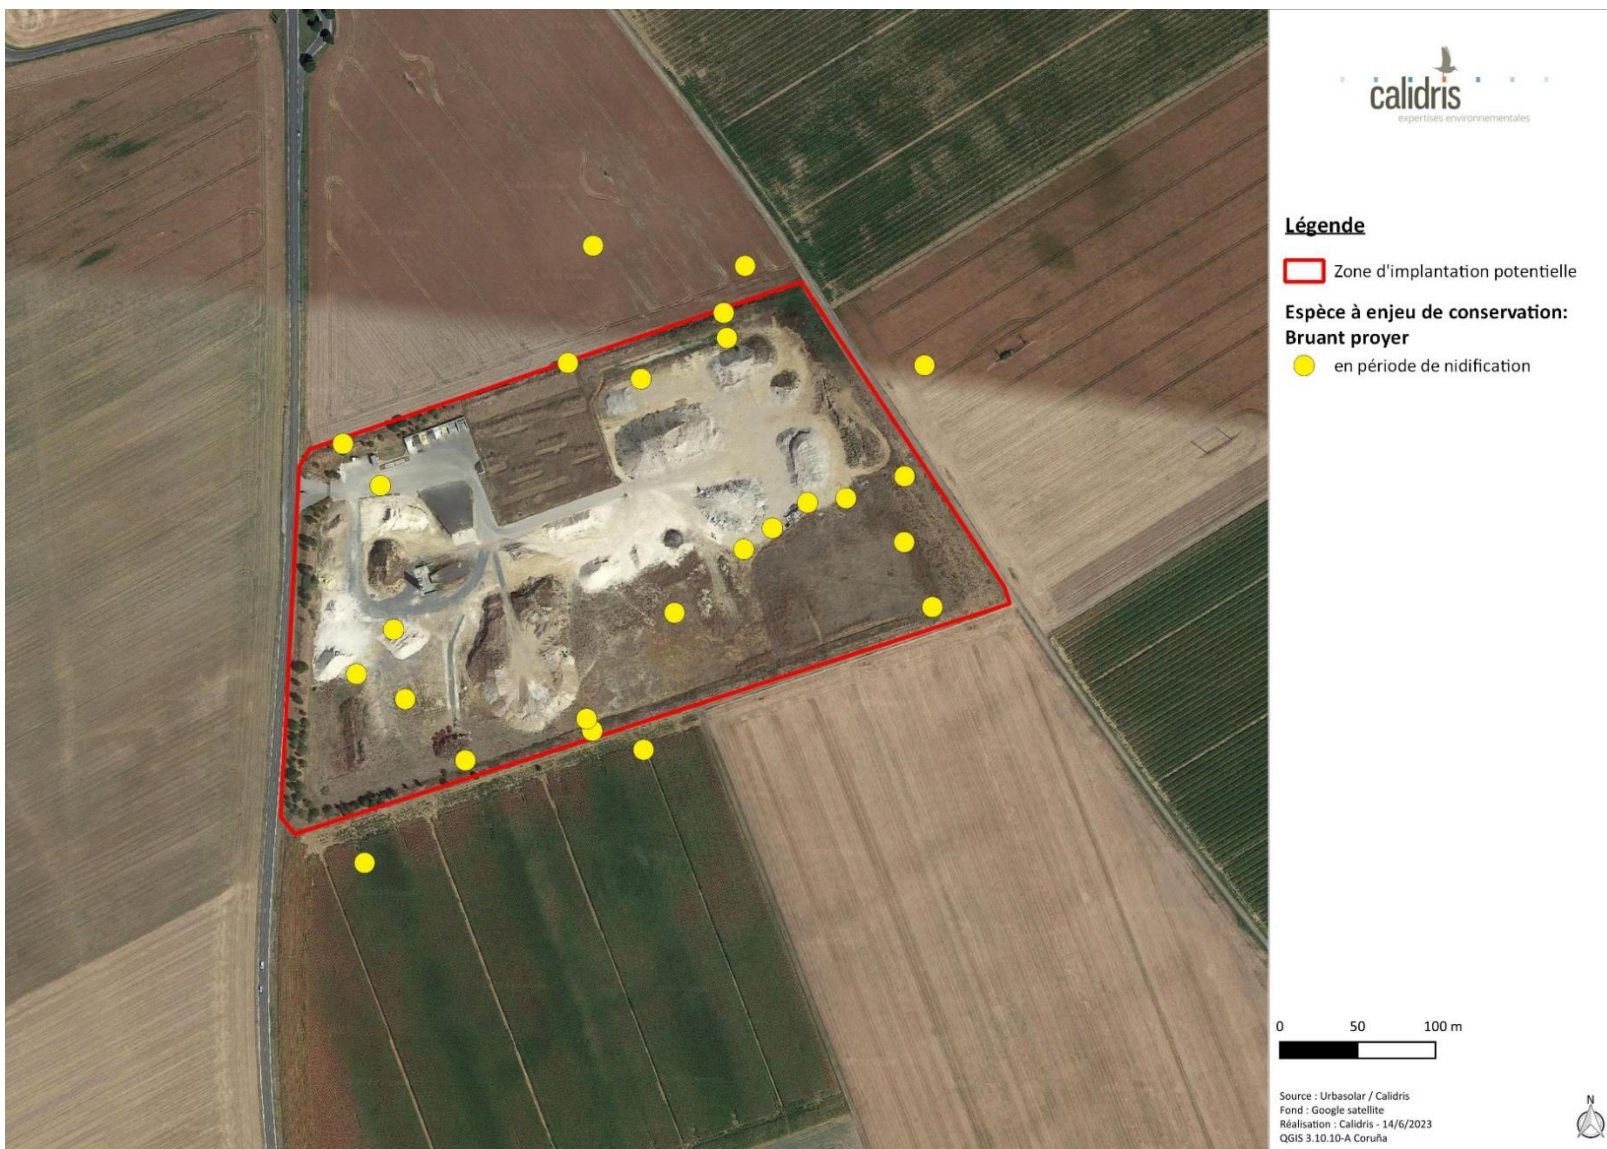 calidris
expertises environnementales
Légende
Zone d'implantation potentielle
Espèce à enjeu de conservation:
Bruant proyer
en période de nidification
0 50 100 m
Source : Urbasolar / Calidris
Fond : Google satellite
Réalisation : Calidris - 14/6/2023
QGIS 3.10.10-A Coruña
N